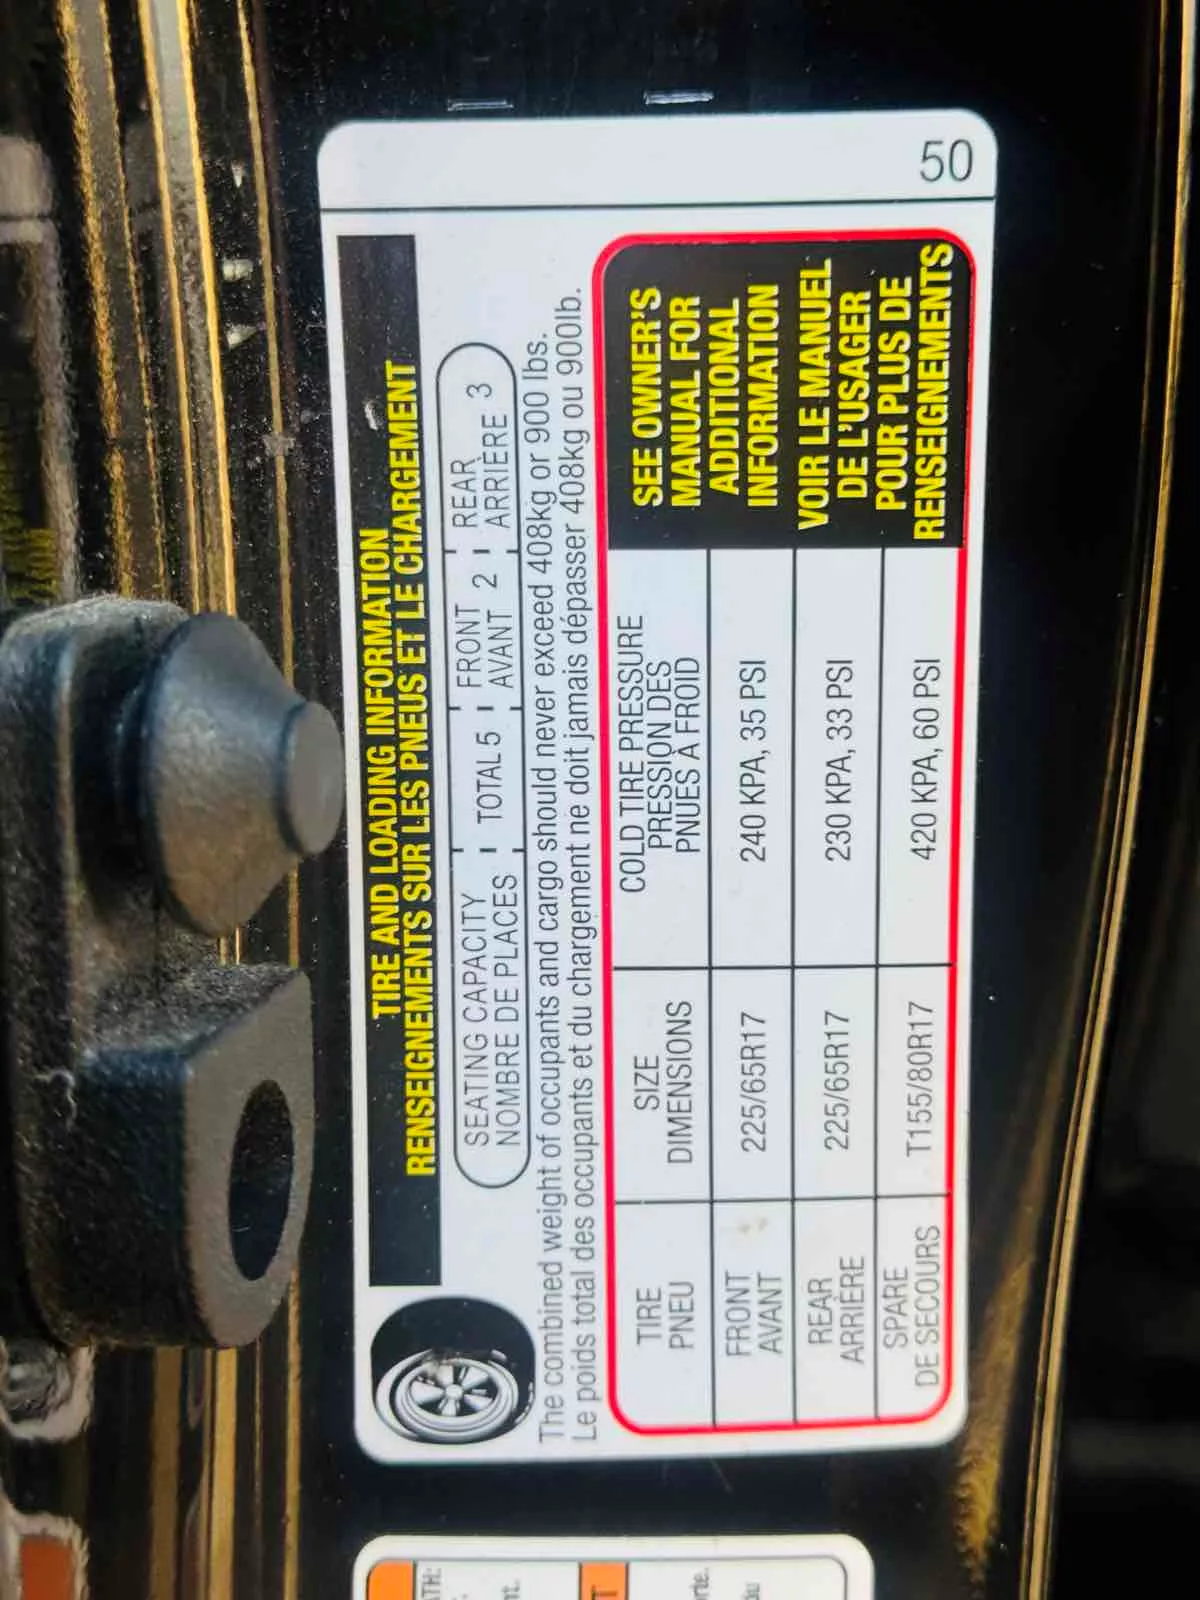 TIRE AND LOADING INFORMATION
RENSEIGNEMENTS SUR LES PNEUS ET LE CHARGEMENT
SEATING CAPACITY
NOMBRE DE PLACES
TOTAL 5
FRONT
AVANT 2
REAR
ARRIÈRE 3
The combined weight of occupants and cargo should never exceed 408kg or 900 lbs.
Le poids total des occupants et du chargement ne doit jamais dépasser 408kg ou 900lb.
TIRE
PNEU
SIZE
DIMENSIONS
COLD TIRE PRESSURE
PRESSION DES
PNUES À FROID
FRONT
AVANT
225/65R17
240 KPA, 35 PSI
REAR
ARRIÈRE
225/65R17
230 KPA, 33 PSI
SPARE
DE SECOURS
T155/80R17
420 KPA, 60 PSI
SEE OWNER'S
MANUAL FOR
ADDITIONAL
INFORMATION
VOIR LE MANUEL
DE L'USAGER
POUR PLUS DE
RENSEIGNEMENTS
50